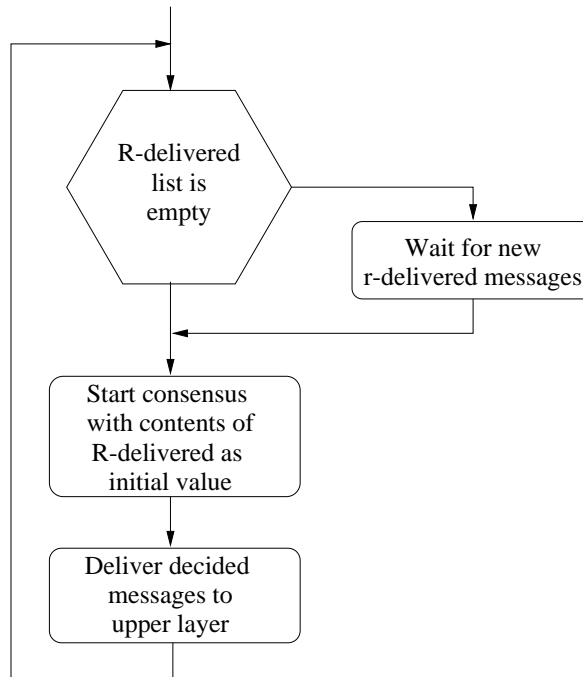 R-delivered
list is
empty
Wait for new
r-delivered messages
Start consensus
with contents of
R-delivered as
initial value
Deliver decided
messages to
upper layer